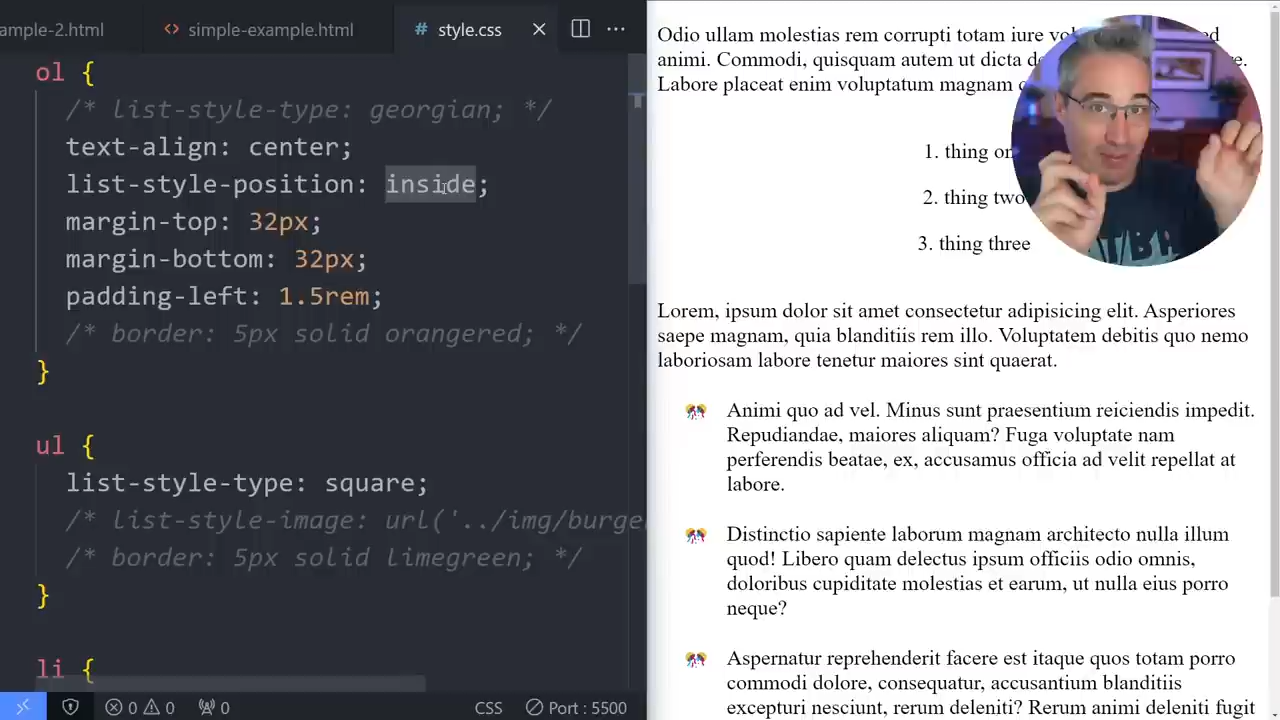 ample-2.html
<> simple-example.html
# style.css
ol {
/* list-style-type: georgian; */
text-align: center;
list-style-position: inside;
margin-top: 32px;
margin-bottom: 32px;
padding-left: 1.5rem;
/* border: 5px solid orangered; */
}
ul {
list-style-type: square;
/* list-style-image: url('../img/burge
/* border: 5px solid limegreen; */
}
li {
0 0 0 CSS Port : 5500
Odio ullam molestias rem corrupti totam iure
animi. Commodi, quisquam autem ut dicta
Labore placeat enim voluptatum magnam
1. thing
2. thing two
3. thing three
Lorem, ipsum dolor sit amet consectetur adipisicing elit. Asperiores
saepe magnam, quia blanditiis rem illo. Voluptatem debitis quo nemo
laboriosam labore tenetur maiores sint quaerat.
Animi quo ad vel. Minus sunt praesentium reiciendis impedit.
Repudiandae, maiores aliquam? Fuga voluptate nam
perferendis beatae, ex, accusamus officia ad velit repellat at
labore.
Distinctio sapiente laborum magnam architecto nulla illum
quod! Libero quam delectus ipsum officiis odio omnis,
doloribus cupiditate molestias et earum, ut nulla eius porro
neque?
Aspernatur reprehenderit facere est itaque quos totam porro
commodi dolore, consequatur, accusantium blanditiis
excepturi nesciunt, rerum deleniti? Rerum animi deleniti fugit